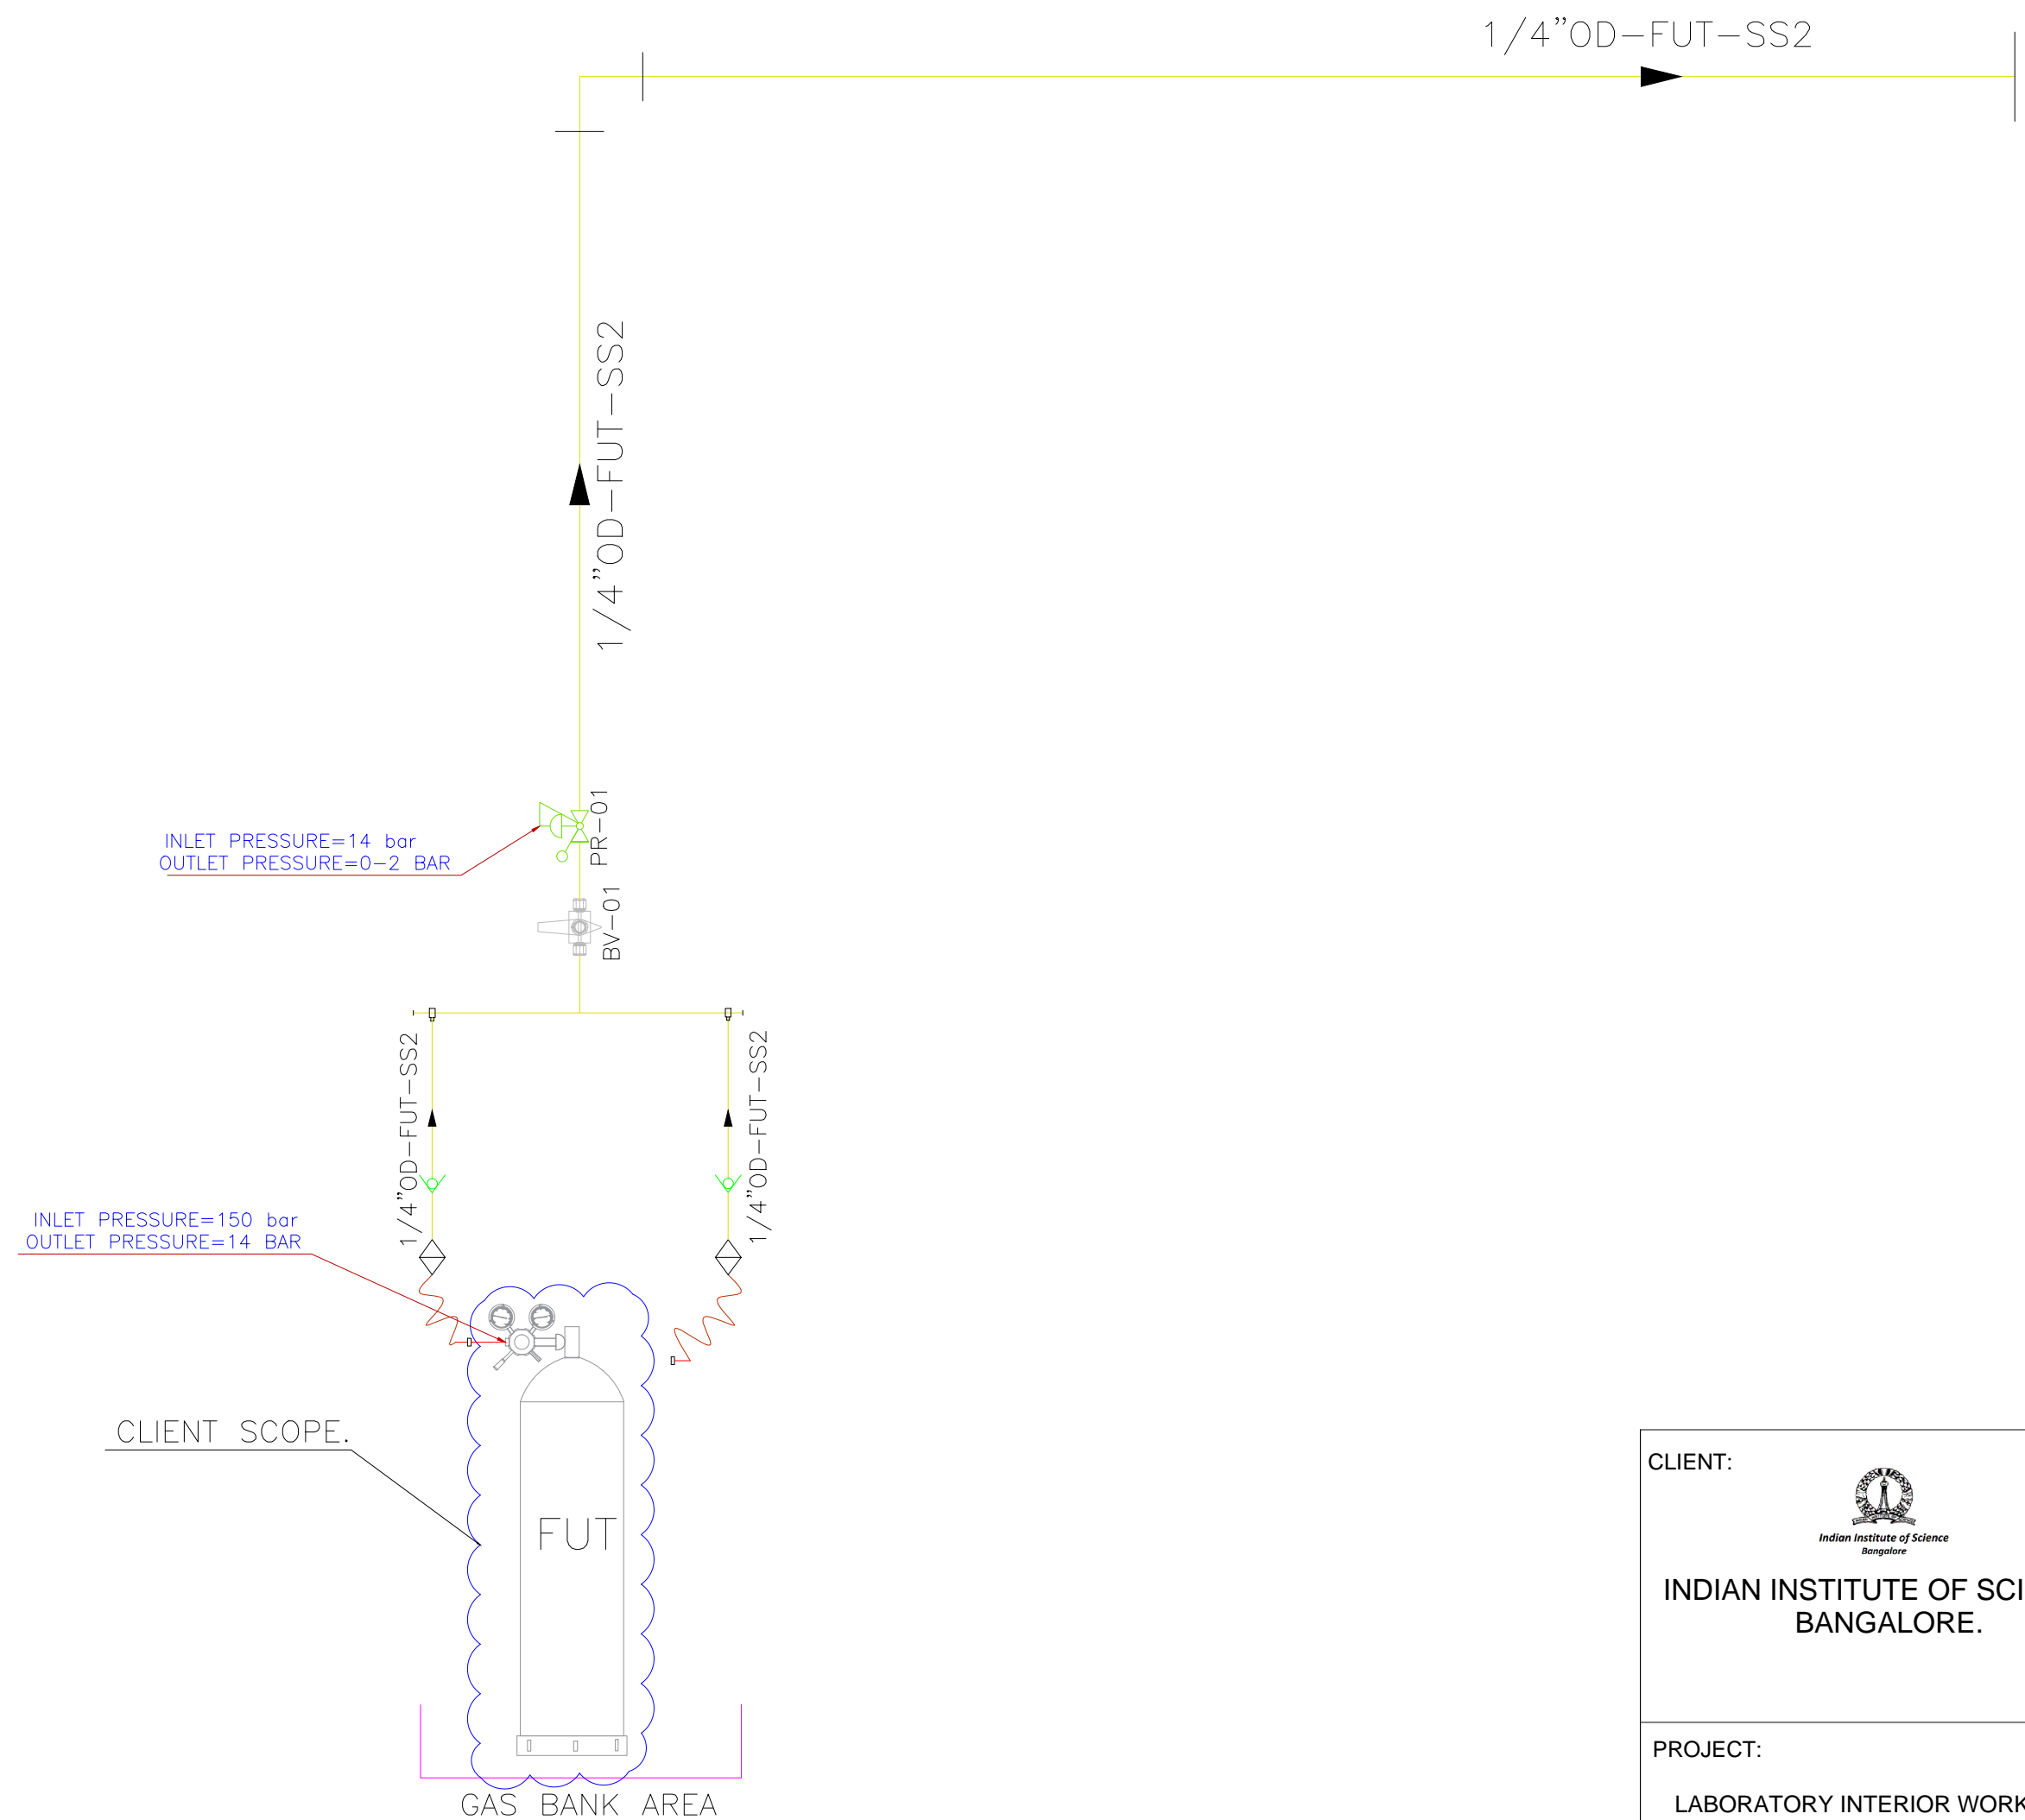 1/4"OD-FUT-SS2
1/4"OD-FUT-SS2
PR-01
INLET PRESSURE=14 bar
OUTLET PRESSURE=0-2 BAR
BV-01
1/4"OD-FUT-SS2
1/4"OD-FUT-SS2
INLET PRESSURE=150 bar
OUTLET PRESSURE=14 BAR
CLIENT SCOPE.
FUT
GAS BANK AREA
CLIENT:
Indian Institute of Science
Bangalore
INDIAN INSTITUTE OF SCI
BANGALORE.
PROJECT:
LABORATORY INTERIOR WORK